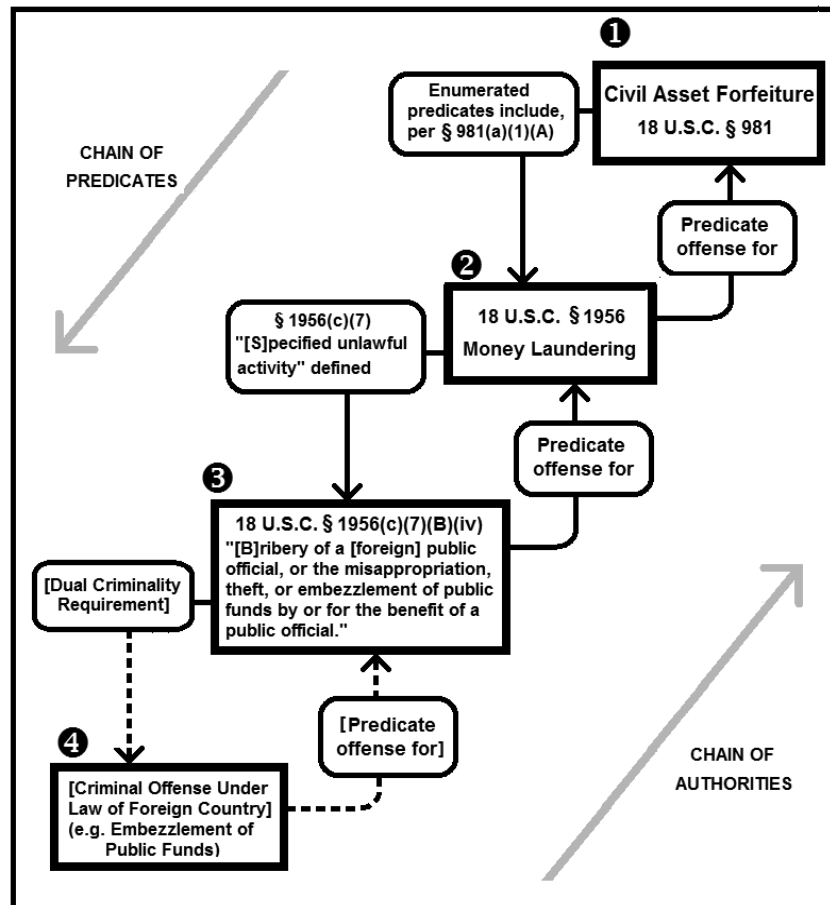 ❶
Civil Asset Forfeiture
18 U.S.C. § 981
Enumerated
predicates include,
per § 981(a)(1)(A)
CHAIN OF
PREDICATES
Predicate
offense for
❷
18 U.S.C. § 1956
Money Laundering
§ 1956(c)(7)
"[S]pecified unlawful
activity" defined
Predicate
offense for
❸
18 U.S.C. § 1956(c)(7)(B)(iv)
"[B]ribery of a [foreign] public
official, or the misappropriation,
theft, or embezzlement of public
funds by or for the benefit of a
public official."
[Dual Criminality
Requirement]
[Predicate
offense for]
❹
[Criminal Offense Under
Law of Foreign Country]
(e.g. Embezzlement of
Public Funds)
CHAIN OF
AUTHORITIES